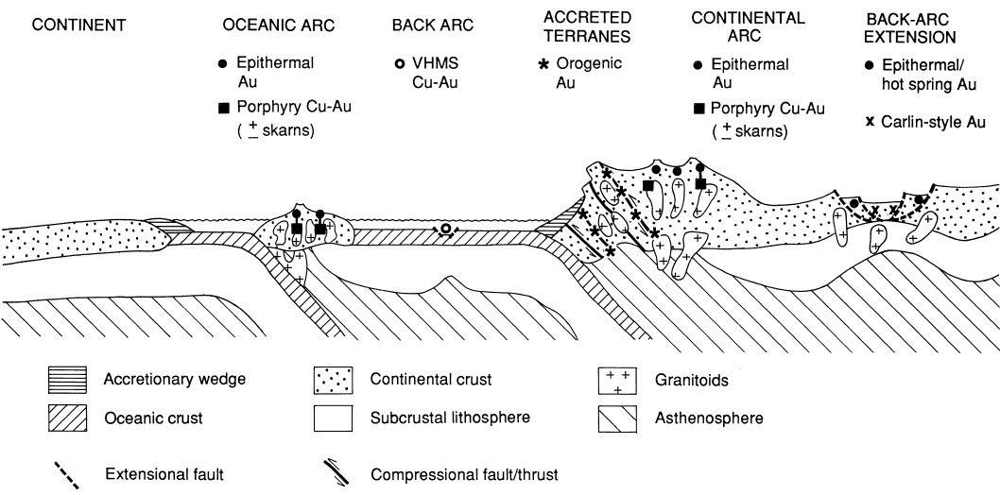 CONTINENT
OCEANIC ARC
● Epithermal
Au
■ Porphyry Cu-Au
( ± skarns)
BACK ARC
VHMS
Cu-Au
ACCRETED
TERRANES
* Orogenic
Au
CONTINENTAL
ARC
● Epithermal
Au
■ Porphyry Cu-Au
( ± skarns)
BACK-ARC
EXTENSION
● Epithermal/
hot spring Au
x Carlin-style Au
Accretionary wedge
Continental crust
Granitoids
Oceanic crust
Subcrustal lithosphere
Asthenosphere
Extensional fault
Compressional fault/thrust